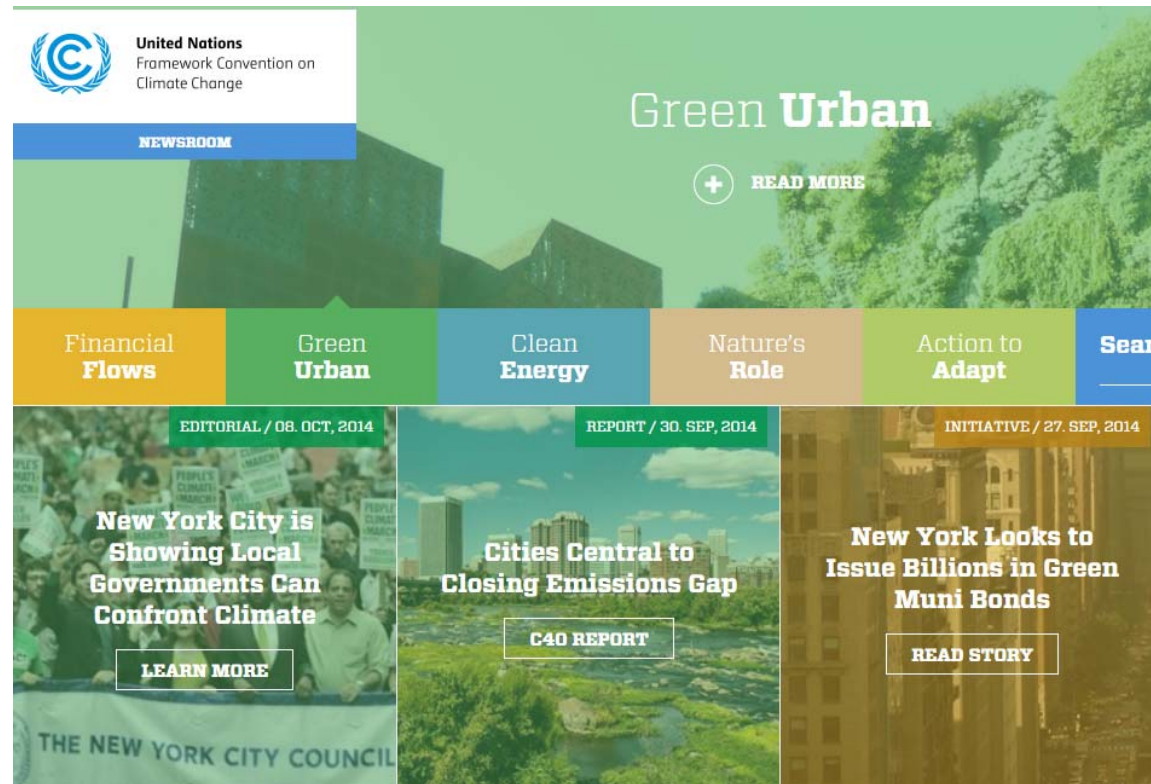 United Nations
Framework Convention on
Climate Change
NEWSROOM
Green Urban
READ MORE
Financial
Flows
Green
Urban
Clean
Energy
Nature's
Role
Action to
Adapt
EDITORIAL / 08. OCT, 2014
New York City is
Showing Local
Governments Can
Confront Climate
LEARN MORE
PEOPLE'S
CLIMATE
MARCH
THE NEW YORK CITY COUNCIL
REPORT / 30. SEP, 2014
Cities Central to
Closing Emissions Gap
C40 REPORT
INITIATIVE / 27. SEP, 2014
New York Looks to
Issue Billions in Green
Muni Bonds
READ STORY